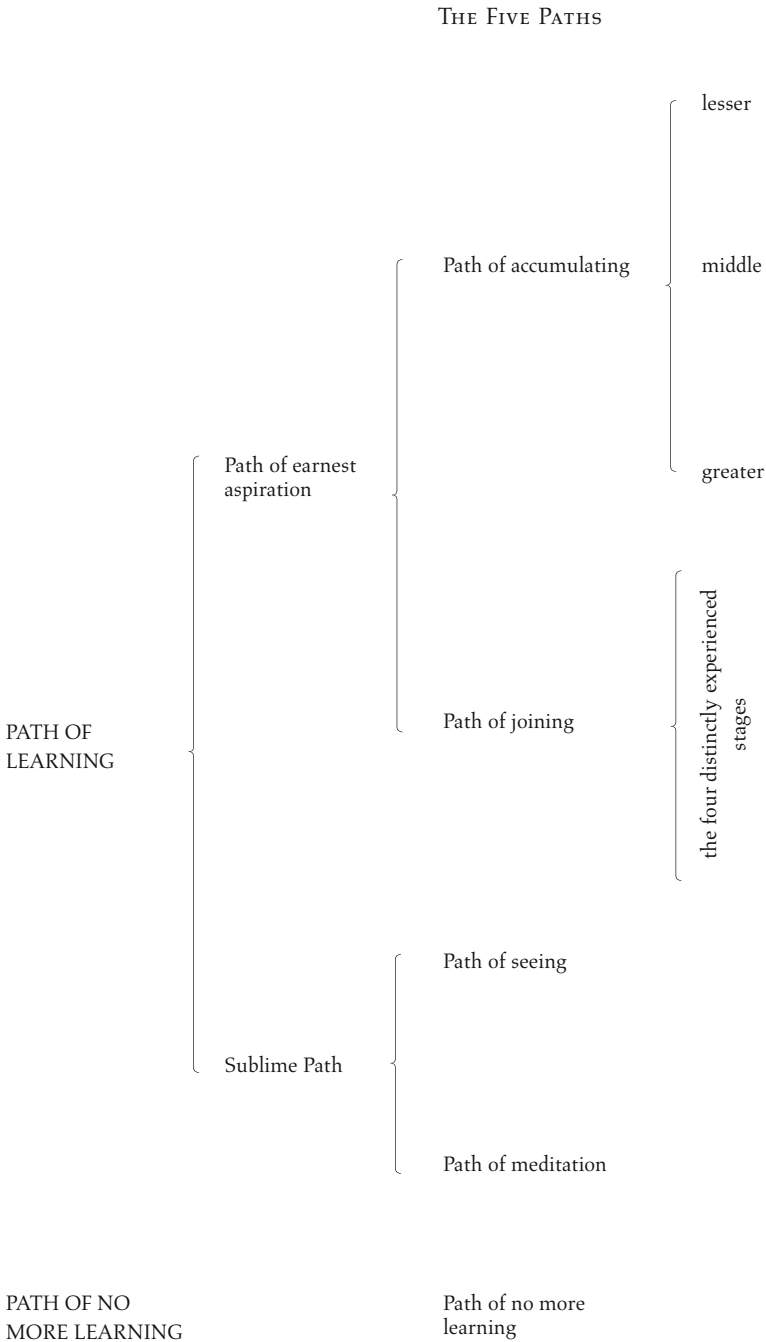 The Five Paths
lesser
Path of accumulating
middle
Path of earnest
aspiration
greater
the four distinctly experienced
stages
Path of joining
PATH OF
LEARNING
Path of seeing
Sublime Path
Path of meditation
PATH OF NO
MORE LEARNING
Path of no more
learning